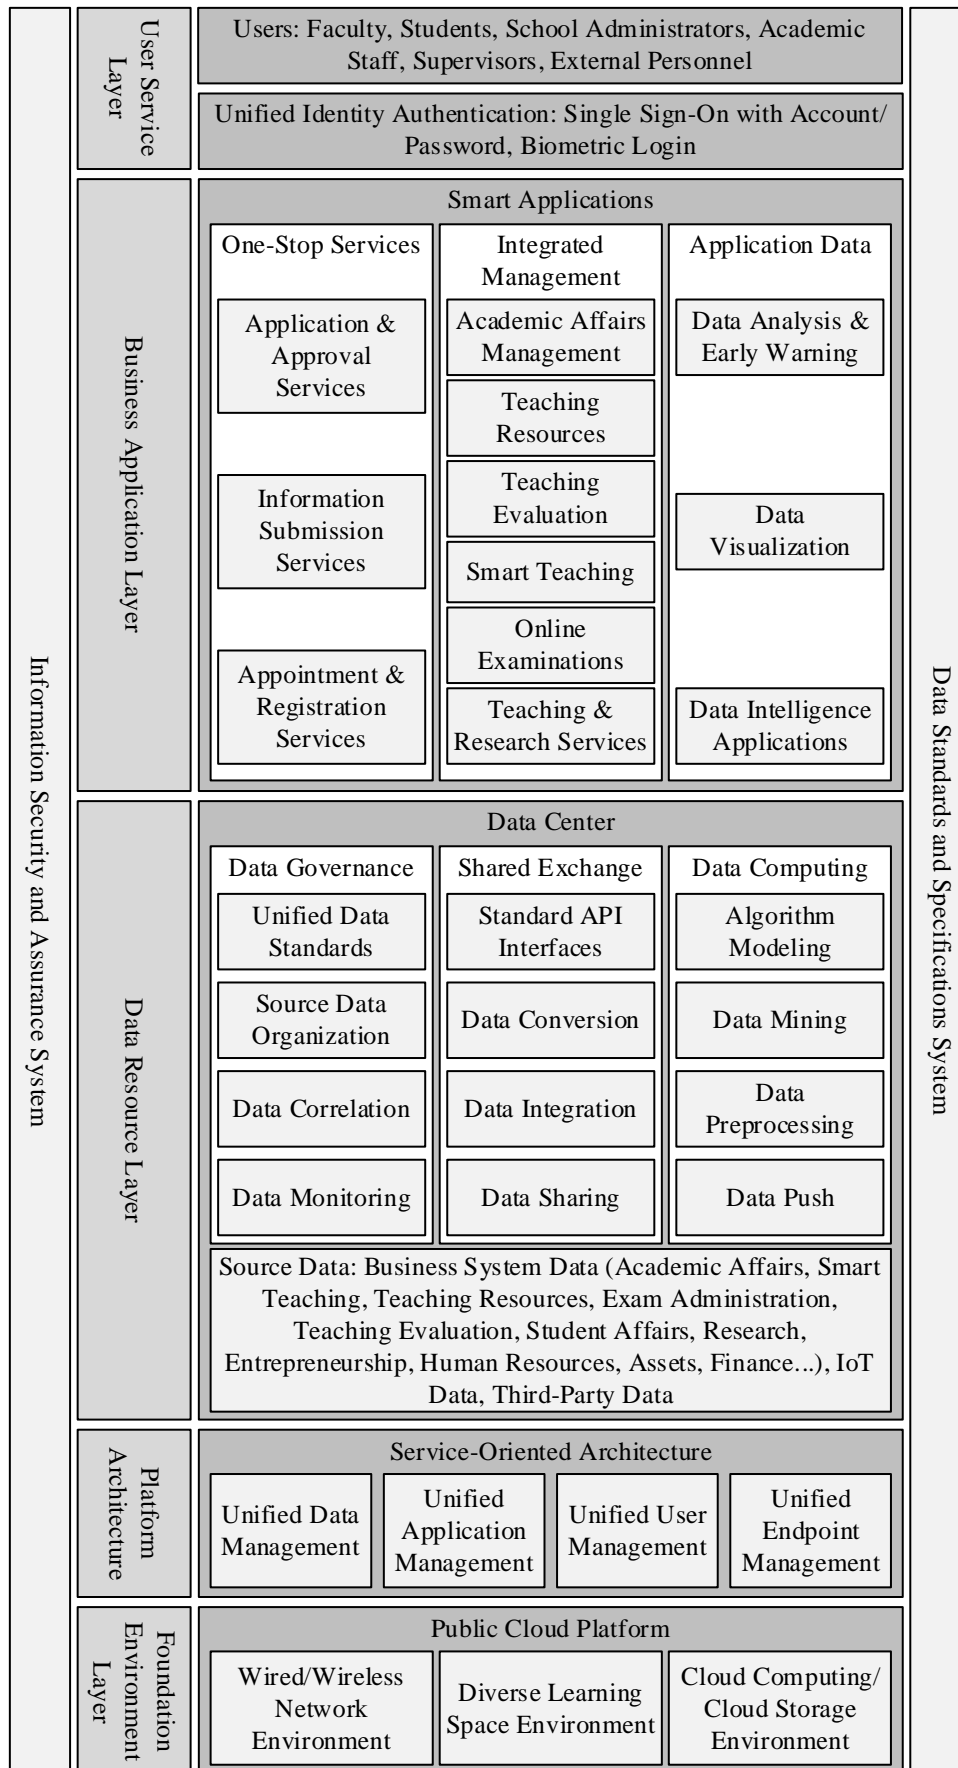 Information Security and Assurance System
User Service
Layer
Users: Faculty, Students, School Administrators, Academic
Staff, Supervisors, External Personnel
Unified Identity Authentication: Single Sign-On with Account/
Password, Biometric Login
Business Application Layer
Smart Applications
One-Stop Services
Application &
Approval
Services
Information
Submission
Services
Appointment &
Registration
Services
Integrated
Management
Academic Affairs
Management
Teaching
Resources
Teaching
Evaluation
Smart Teaching
Online
Examinations
Teaching &
Research Services
Application Data
Data Analysis &
Early Warning
Data
Visualization
Data Intelligence
Applications
Data Resource Layer
Data Center
Data Governance
Unified Data
Standards
Source Data
Organization
Data Correlation
Data Monitoring
Shared Exchange
Standard API
Interfaces
Data Conversion
Data Integration
Data Sharing
Data Computing
Algorithm
Modeling
Data Mining
Data
Preprocessing
Data Push
Source Data: Business System Data (Academic Affairs, Smart
Teaching, Teaching Resources, Exam Administration,
Teaching Evaluation, Student Affairs, Research,
Entrepreneurship, Human Resources, Assets, Finance...), IoT
Data, Third-Party Data
Platform
Architecture
Service-Oriented Architecture
Unified Data
Management
Unified
Application
Management
Unified User
Management
Unified
Endpoint
Management
Foundation
Environment
Layer
Public Cloud Platform
Wired/Wireless
Network
Environment
Diverse Learning
Space Environment
Cloud Computing/
Cloud Storage
Environment
Data Standards and Specifications System